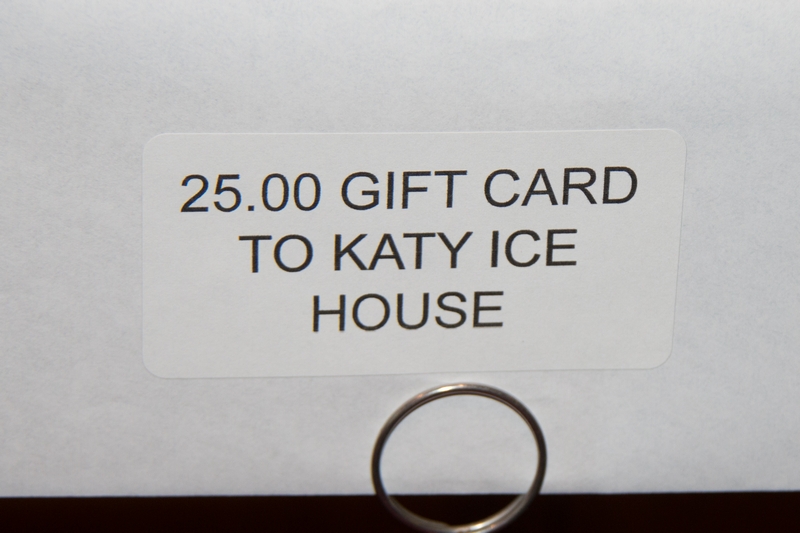 25.00 GIFT CARD
TO KATY ICE
HOUSE